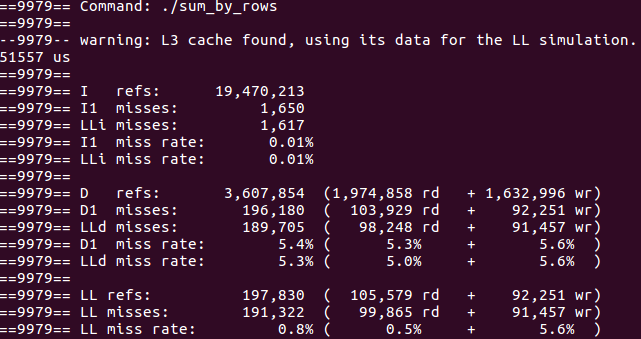 ==9979== Command: ./sum_by_rows
==9979==
--9979-- warning: L3 cache found, using its data for the LL simulation.
51557 us
==9979==
==9979== I   refs:      19,470,213
==9979== I1  misses:         1,650
==9979== LLi misses:         1,617
==9979== I1  miss rate:       0.01%
==9979== LLi miss rate:       0.01%
==9979==
==9979== D   refs:       3,607,854  (1,974,858 rd   + 1,632,996 wr)
==9979== D1  misses:       196,180  (  103,929 rd   +    92,251 wr)
==9979== LLd misses:       189,705  (   98,248 rd   +    91,457 wr)
==9979== D1  miss rate:        5.4% (      5.3%     +       5.6%  )
==9979== LLd miss rate:        5.3% (      5.0%     +       5.6%  )
==9979==
==9979== LL refs:          197,830  (  105,579 rd   +    92,251 wr)
==9979== LL misses:        191,322  (   99,865 rd   +    91,457 wr)
==9979== LL miss rate:         0.8% (      0.5%     +       5.6%  )